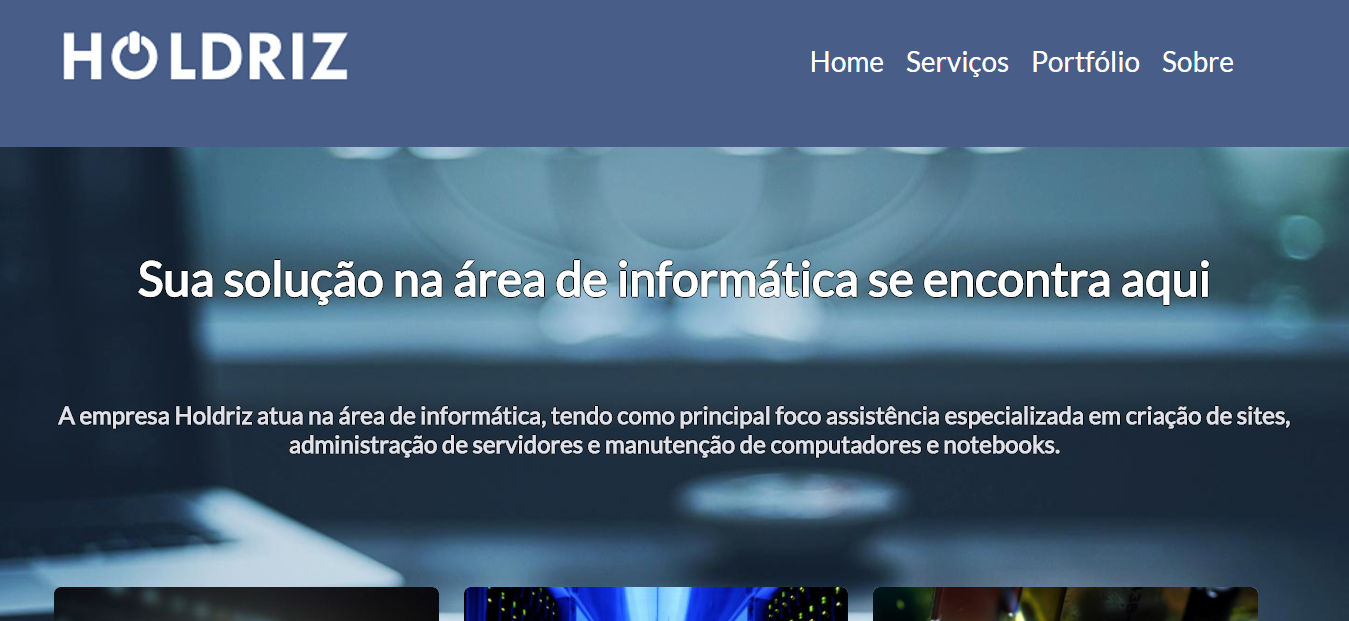 HOLDRIZ
Home Serviços Portfólio Sobre
Sua solução na área de informática se encontra aqui
A empresa Holdriz atua na área de informática, tendo como principal foco assistência especializada em criação de sites,
administração de servidores e manutenção de computadores e notebooks.